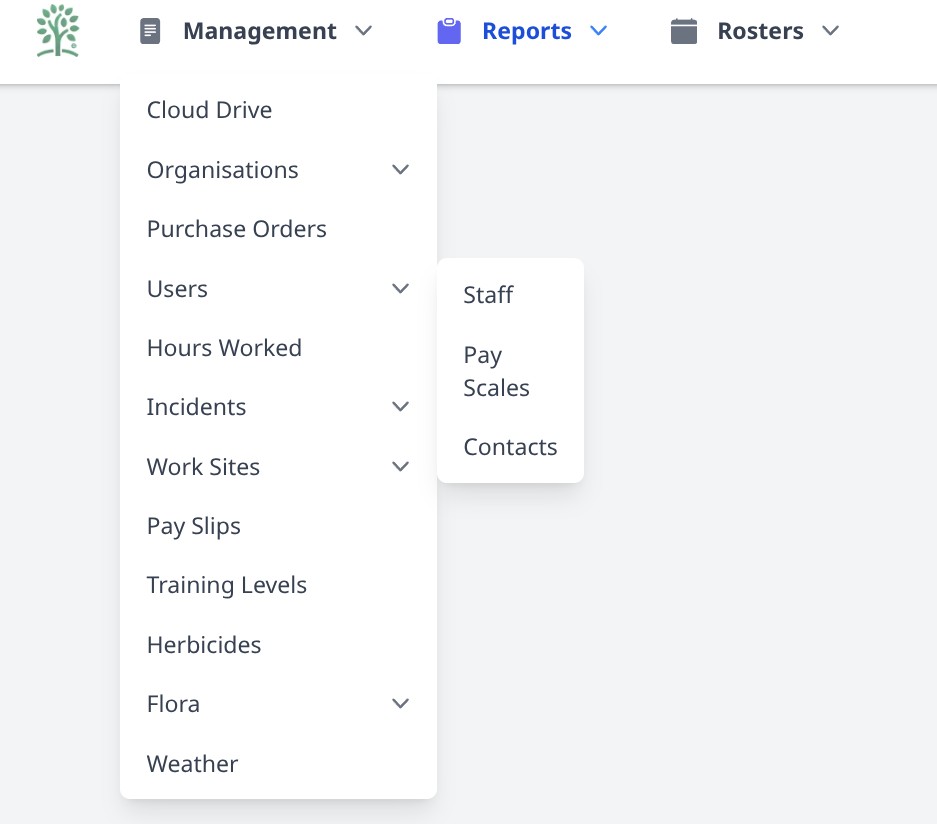 Management
Reports
Rosters
Cloud Drive
Organisations
Purchase Orders
Users
Hours Worked
Incidents
Work Sites
Pay Slips
Training Levels
Herbicides
Flora
Weather
Staff
Pay
Scales
Contacts